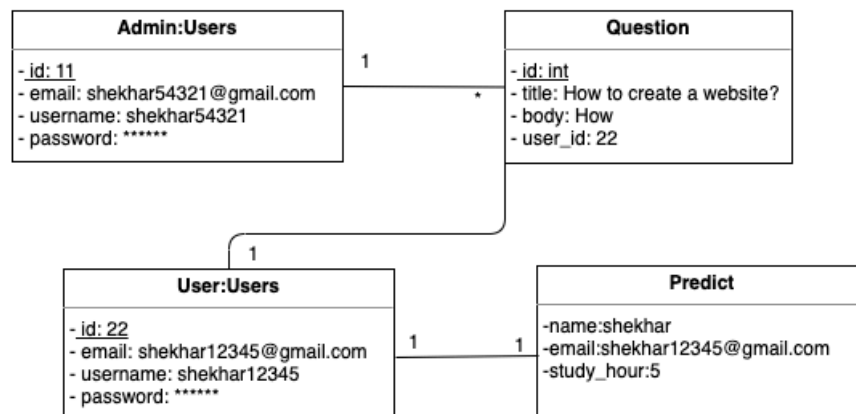 Admin:Users
- id: 11
- email: shekhar54321@gmail.com
- username: shekhar54321
- password: ******
1
*
Question
- id: int
- title: How to create a website?
- body: How
- user_id: 22
1
User:Users
- id: 22
- email: shekhar12345@gmail.com
- username: shekhar12345
- password: ******
1
1
Predict
-name:shekhar
-email:shekhar12345@gmail.com
-study_hour:5